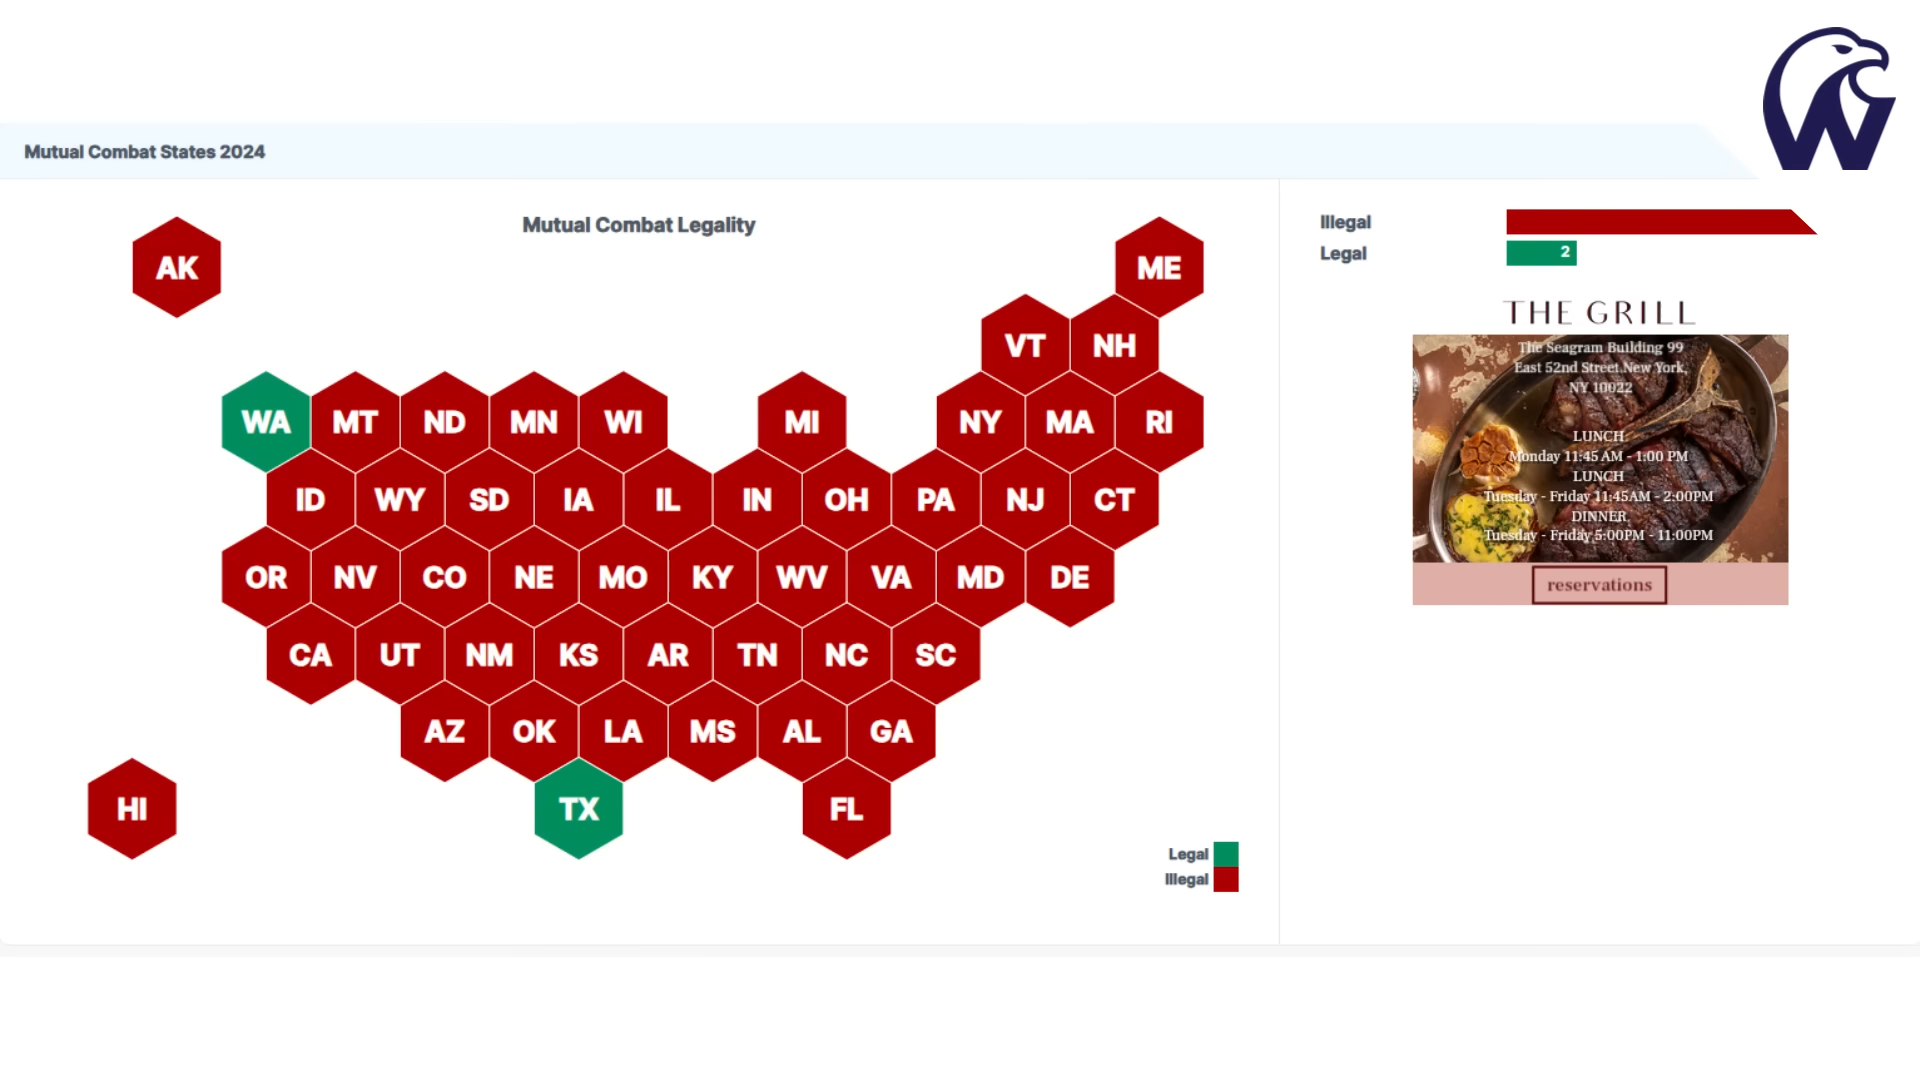 Mutual Combat States 2024
Mutual Combat Legality
AK
ME
VT NH
WA MT ND MN WI MI NY MA RI
ID WY SD IA IL IN OH PA NJ CT
OR NV CO NE MO KY WV VA MD DE
CA UT NM KS AR TN NC SC
AZ OK LA MS AL GA
HI TX FL
Legal
Illegal
Illegal
Legal 2
THE GRILL
The Seagram Building 99
East 52nd Street.New York,
NY 10022
LUNCH
Monday 11:45 AM - 1:00 PM
LUNCH
Tuesday - Friday 11:45AM - 2:00PM
DINNER
Tuesday - Friday 5:00PM - 11:00PM
reservations
W